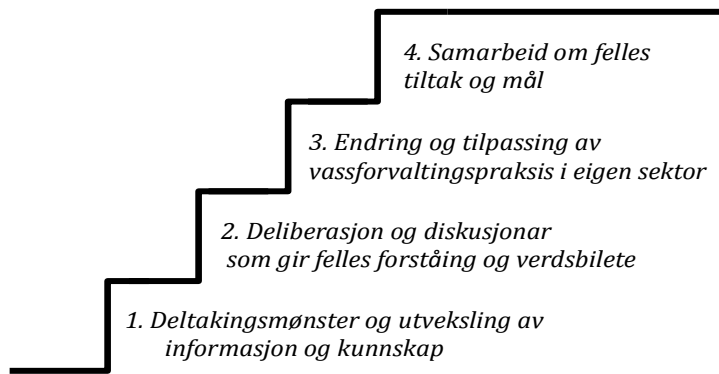 4. Samarbeid om felles
tiltak og mål
3. Endring og tilpassing av
vassforvaltingspraksis i eigen sektor
2. Deliberasjon og diskusjonar
som gir felles forståing og verdsbilete
1. Deltakingsmønster og utveksling av
informasjon og kunnskap